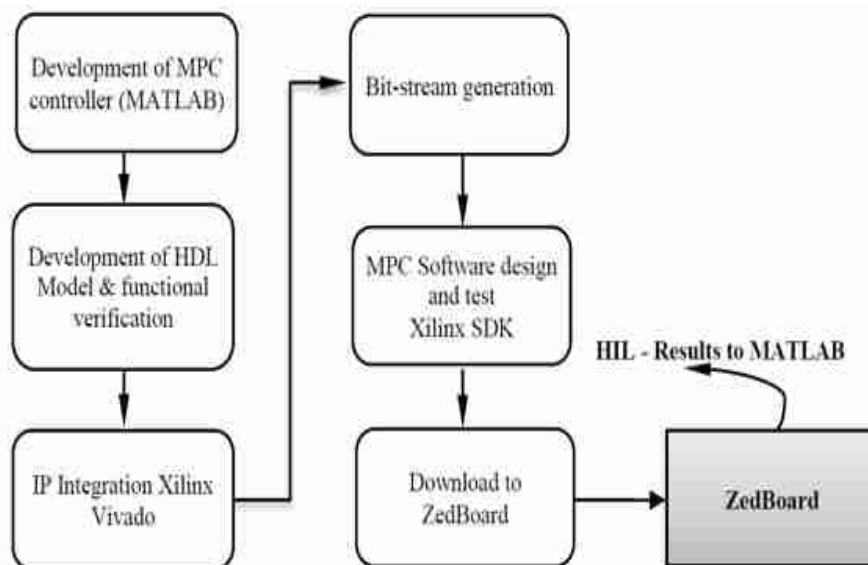 Development of MPC
controller (MATLAB)
Development of HDL
Model & functional
verification
IP Integration Xilinx
Vivado
Bit-stream generation
MPC Software design
and test
Xilinx SDK
Download to
ZedBoard
HIL - Results to MATLAB
ZedBoard